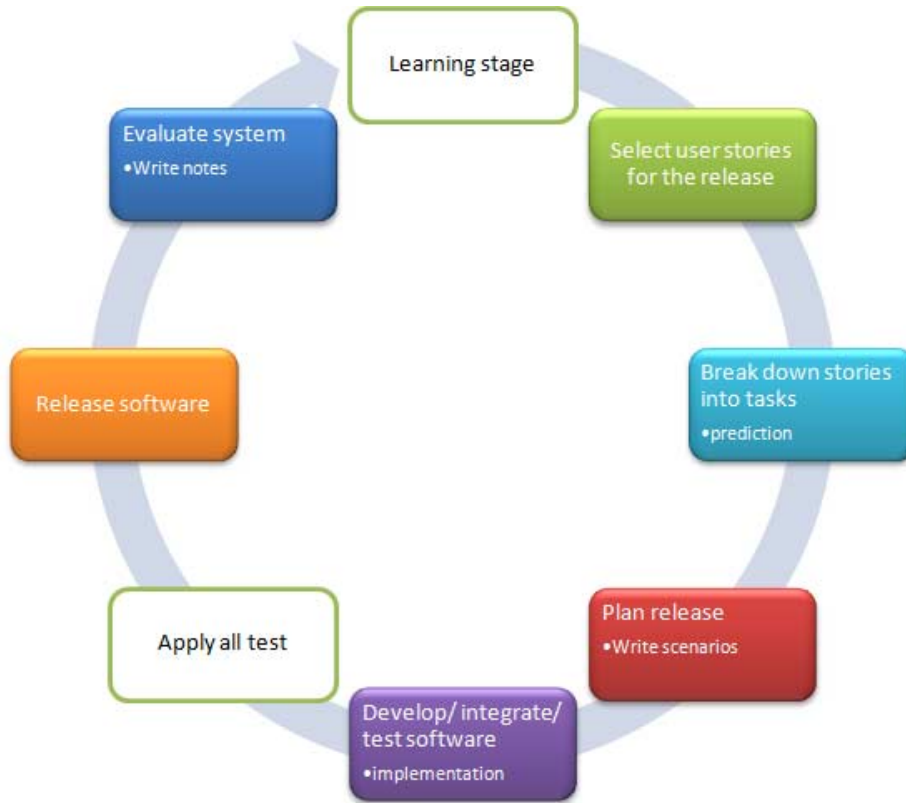 Learning stage
Select user stories
for the release
Break down stories
into tasks
•prediction
Plan release
•Write scenarios
Develop/ integrate/
test software
•implementation
Apply all test
Release software
Evaluate system
•Write notes